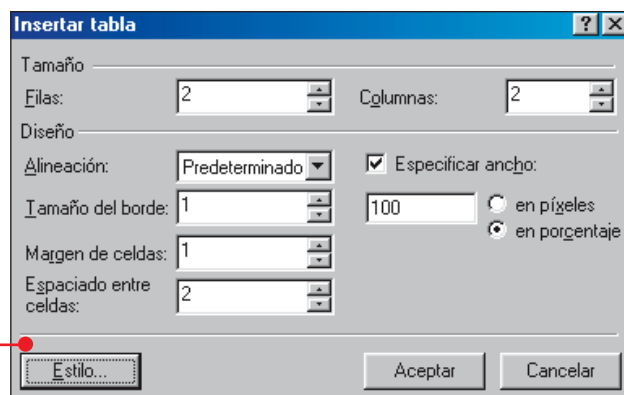 Insertar tabla
Tamaño
Filas: 2 Columnas: 2
Diseño
Alineación: Predeterminado Especificar ancho:
Tamaño del borde: 1 100 en píxeles
en porcentaje
Margen de celdas: 1
Espaciado entre
celdas: 2
Estilo... Aceptar Cancelar